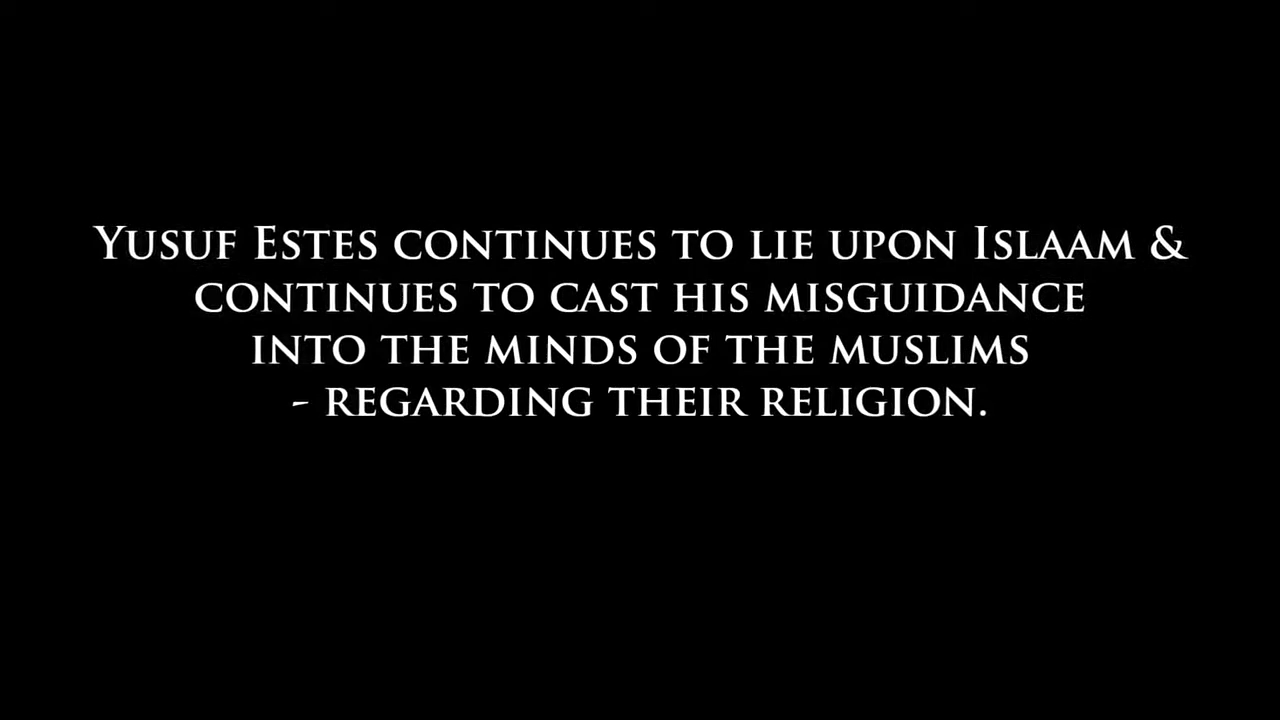 Yusuf Estes continues to lie upon Islaam &
continues to cast his misguidance
into the minds of the muslims
- regarding their religion.